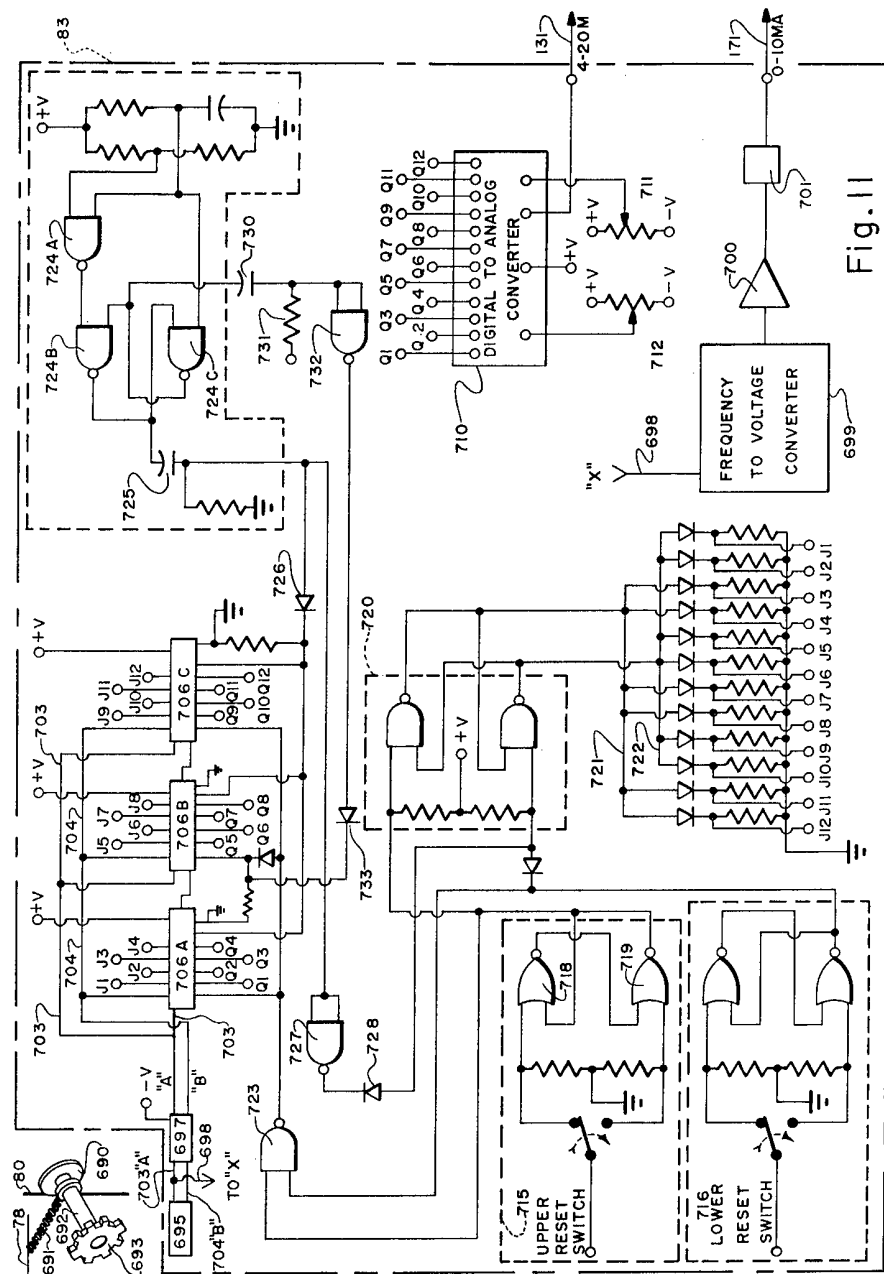 83
78
80
690
691
692
693
695
697
−V
"A"
"B"
703"A"
704"B"
698
TO "X"
703
703
703
704
704
+V
+V
+V
706A
706B
706C
J1 J2 J3 J4
Q1 Q2 Q3 Q4
J5 J6 J7 J8
Q5 Q6 Q7 Q8
J9 J10 J11 J12
Q9 Q10 Q11 Q12
+V
724A
724B
724C
725
726
730
731
732
733
727
728
723
720
+V
721
722
J12 J11 J10 J9 J8 J7 J6 J5 J4 J3 J2 J1
715
UPPER
RESET
SWITCH
718
719
716
LOWER
RESET
SWITCH
Q1 Q2 Q3 Q4 Q5 Q6 Q7 Q8 Q9 Q10 Q11 Q12
DIGITAL TO ANALOG
CONVERTER
710
+V
+V
−V
712
+V
−V
711
131
4-20M
"X"
698
FREQUENCY
TO VOLTAGE
CONVERTER
699
700
701
171
0-10MA
Fig. 11